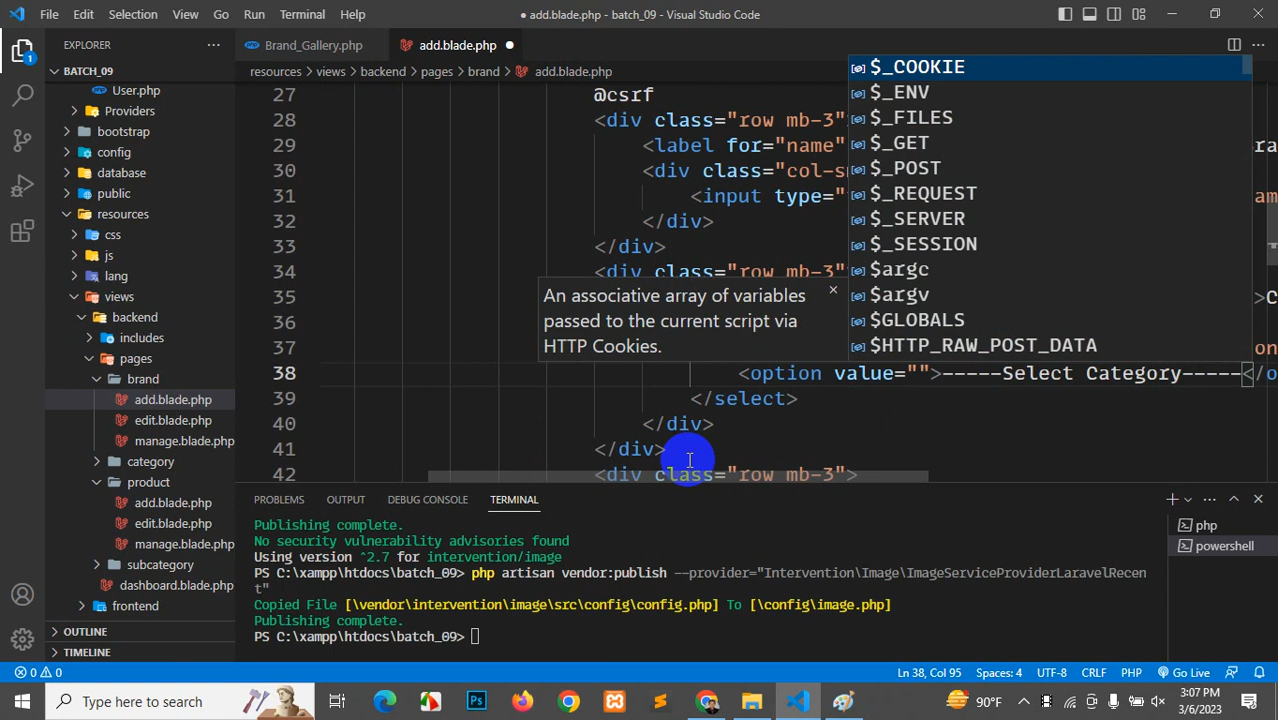 File Edit Selection View Go Run Terminal Help
● add.blade.php - batch_09 - Visual Studio Code
EXPLORER
Brand_Gallery.php
add.blade.php
BATCH_09
resources > views > backend > pages > brand > add.blade.php
User.php
Providers
bootstrap
config
database
public
resources
css
js
lang
views
backend
includes
pages
brand
add.blade.php
edit.blade.php
manage.blade.php
category
product
add.blade.php
edit.blade.php
manage.blade.php
subcategory
dashboard.blade.php
frontend
OUTLINE
TIMELINE
27 @csrf
28 <div class="row mb-3"
29 <label for="name"
30 <div class="col-s
31 <input type="
32 </div>
33 </div>
34 <div class="row mb-3"
35
36 >C
37
38 <option value="">-----Select Category-----</o
39 </select>
40 </div>
41 </div>
42 <div class="row mb-3">
$_COOKIE
$_ENV
$_FILES
$_GET
$_POST
$_REQUEST
$_SERVER
$_SESSION
$argc
$argv
$GLOBALS
$HTTP_RAW_POST_DATA
An associative array of variables
passed to the current script via
HTTP Cookies.
PROBLEMS OUTPUT DEBUG CONSOLE TERMINAL
Publishing complete.
No security vulnerability advisories found
Using version ^2.7 for intervention/image
PS C:\xampp\htdocs\batch_09> php artisan vendor:publish --provider="Intervention\Image\ImageServiceProviderLaravelRecen
t"
Copied File [\vendor\intervention\image\src\config\config.php] To [\config\image.php]
Publishing complete.
PS C:\xampp\htdocs\batch_09>
php
powershell
0 0 Ln 38, Col 95 Spaces: 4 UTF-8 CRLF PHP Go Live
Type here to search
90°F
3:07 PM
3/6/2023